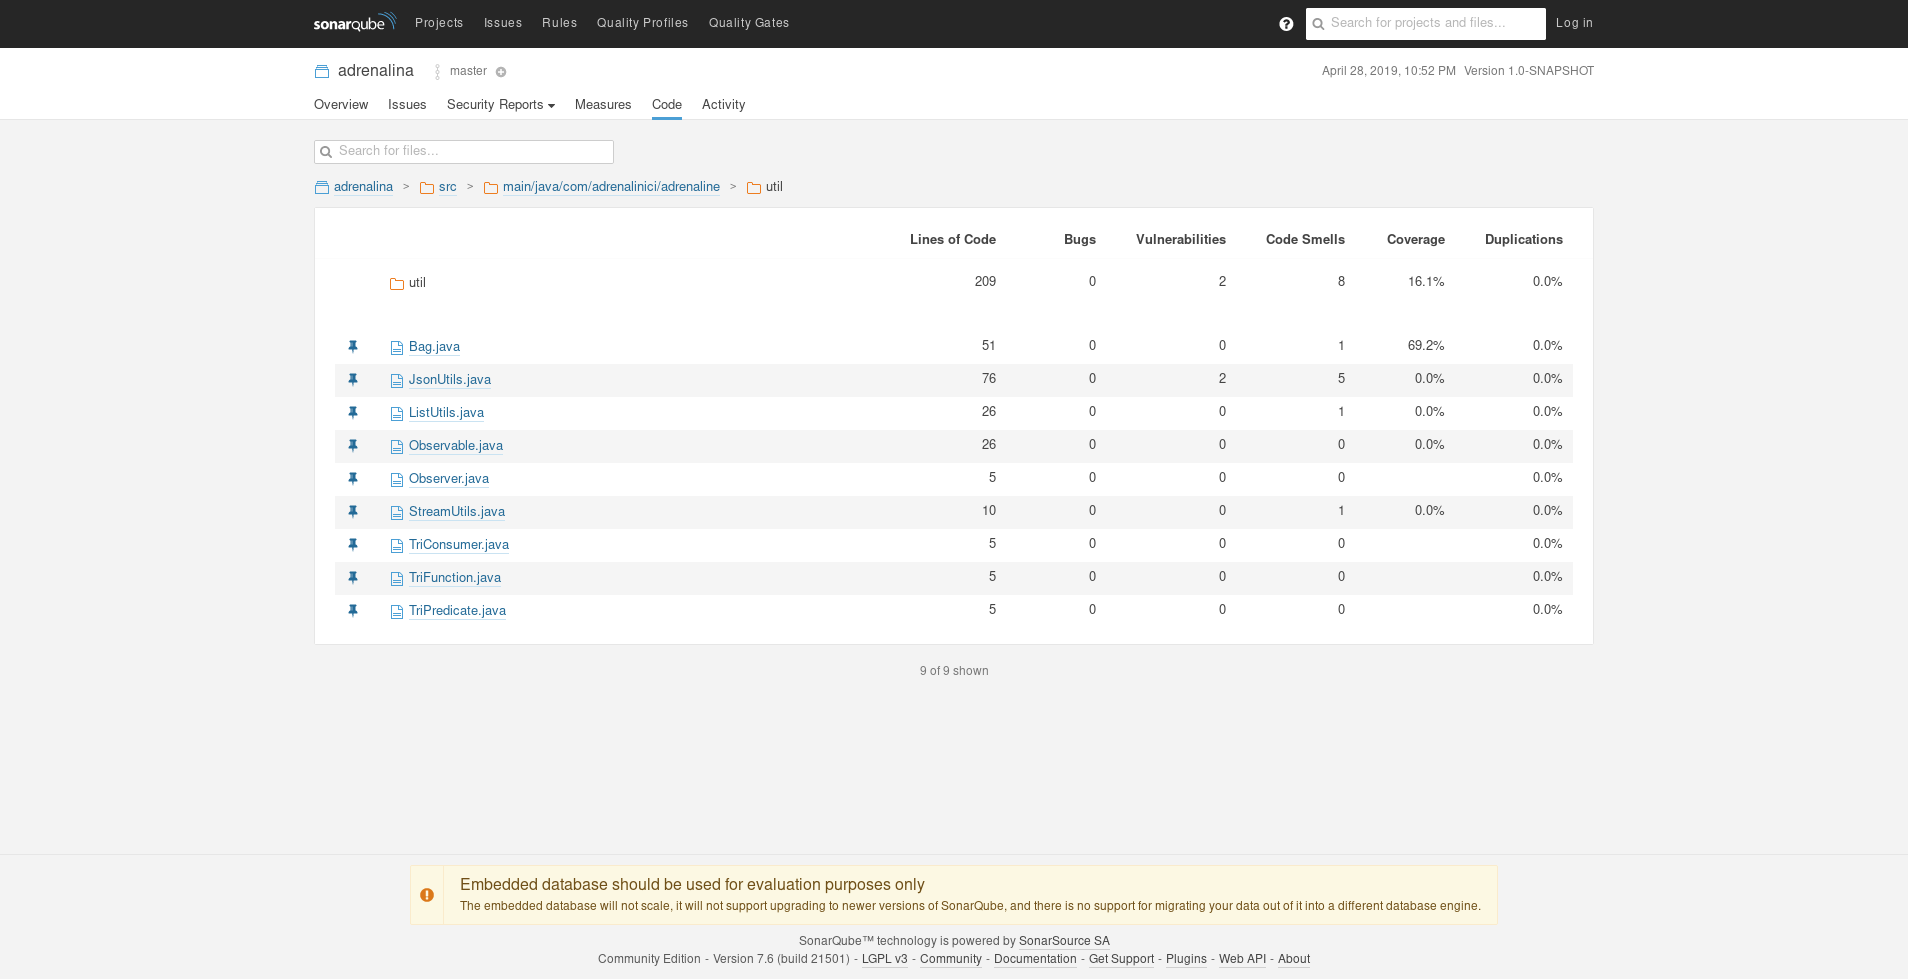 sonarqube Projects Issues Rules Quality Profiles Quality Gates Search for projects and files... Log in
adrenalina master April 28, 2019, 10:52 PM Version 1.0-SNAPSHOT
Overview Issues Security Reports Measures Code Activity
Search for files...
adrenalina > src > main/java/com/adrenalinici/adrenaline > util
Lines of Code Bugs Vulnerabilities Code Smells Coverage Duplications
util 209 0 2 8 16.1% 0.0%
Bag.java 51 0 0 1 69.2% 0.0%
JsonUtils.java 76 0 2 5 0.0% 0.0%
ListUtils.java 26 0 0 1 0.0% 0.0%
Observable.java 26 0 0 0 0.0% 0.0%
Observer.java 5 0 0 0 0.0%
StreamUtils.java 10 0 0 1 0.0% 0.0%
TriConsumer.java 5 0 0 0 0.0%
TriFunction.java 5 0 0 0 0.0%
TriPredicate.java 5 0 0 0 0.0%
9 of 9 shown
Embedded database should be used for evaluation purposes only
The embedded database will not scale, it will not support upgrading to newer versions of SonarQube, and there is no support for migrating your data out of it into a different database engine.
SonarQube™ technology is powered by SonarSource SA
Community Edition - Version 7.6 (build 21501) - LGPL v3 - Community - Documentation - Get Support - Plugins - Web API - About